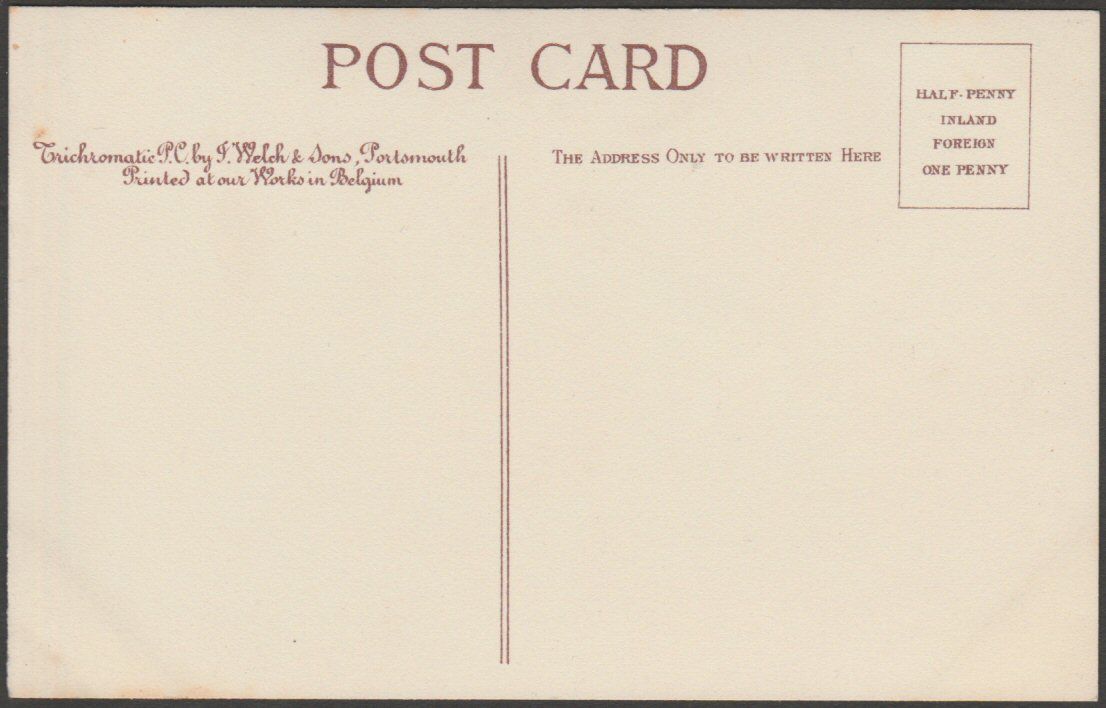 POST CARD
Trichromatic P.C. by J. Welch & Sons, Portsmouth
Printed at our Works in Belgium
THE ADDRESS ONLY TO BE WRITTEN HERE
HALF-PENNY
INLAND
FOREIGN
ONE PENNY